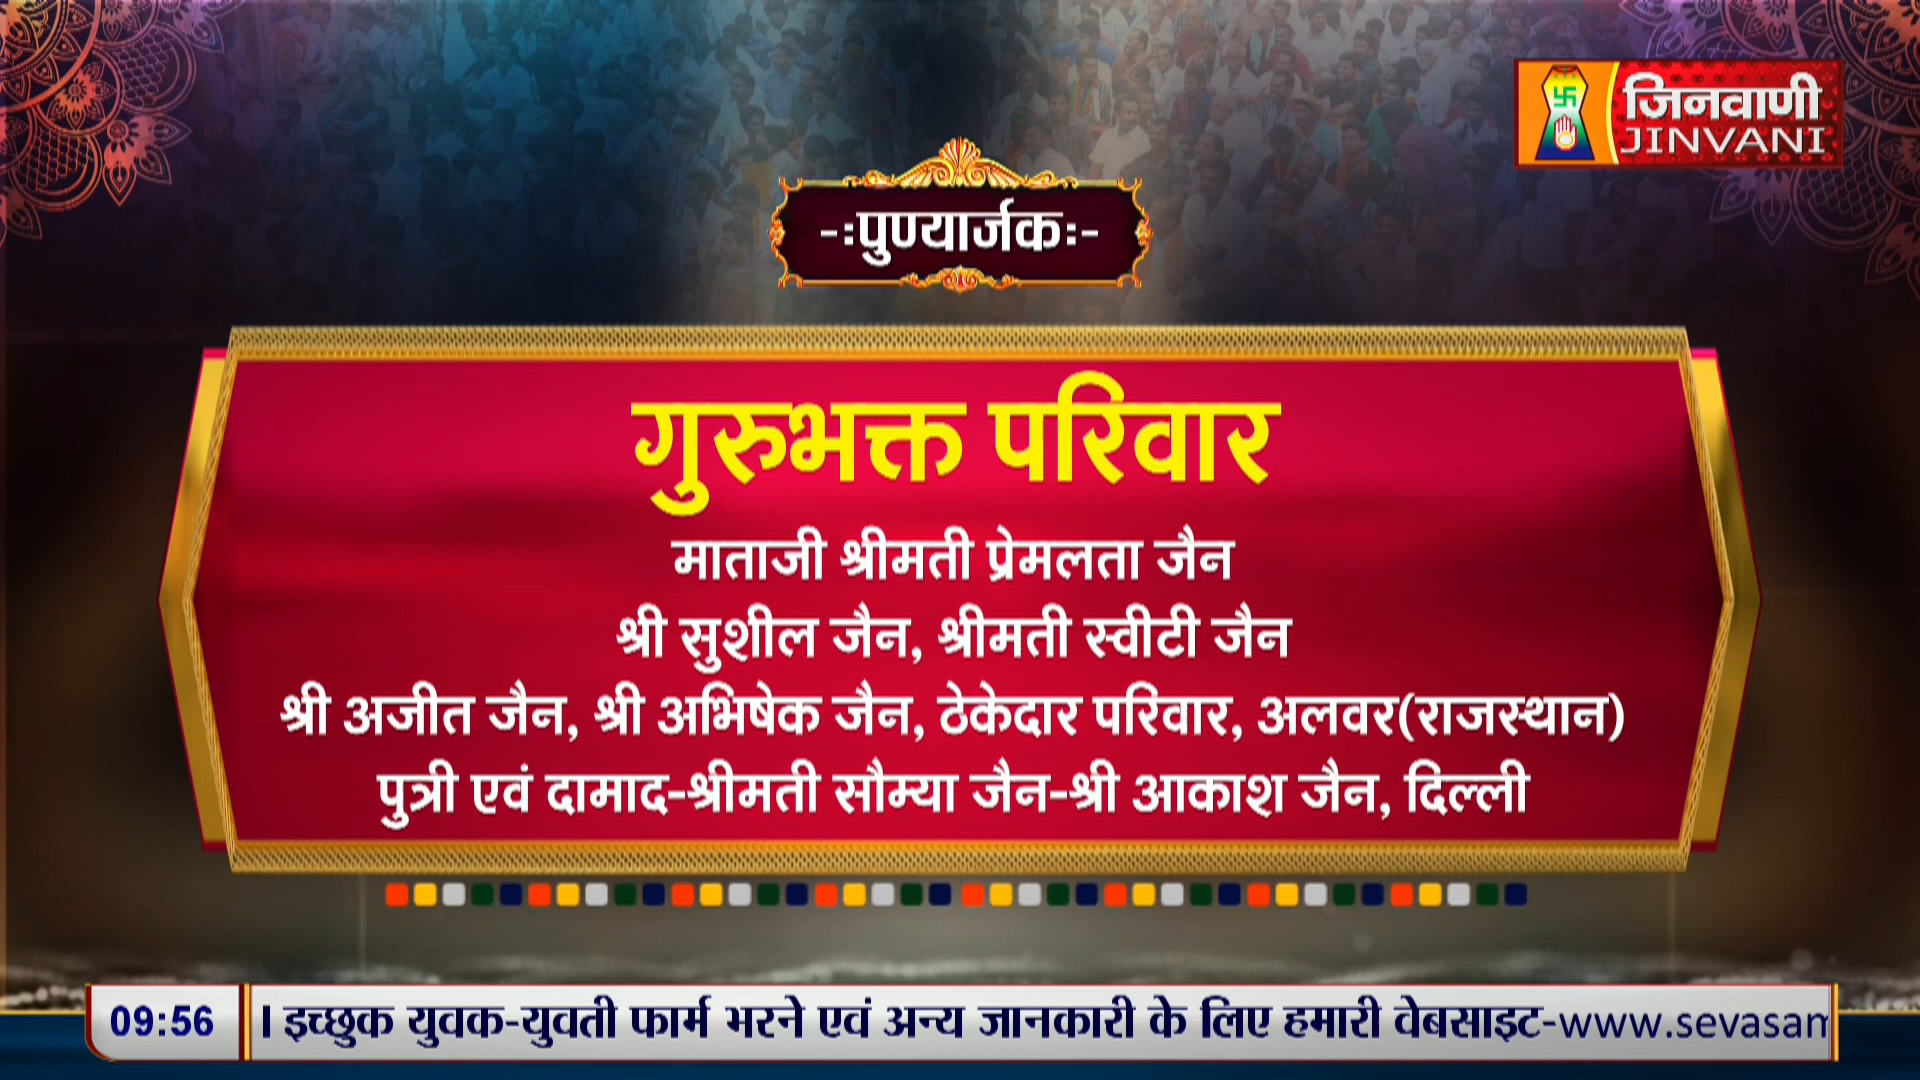 जिनवाणी
JINVANI
-:पुण्यार्जक:-
गुरुभक्त परिवार
माताजी श्रीमती प्रेमलता जैन
श्री सुशील जैन, श्रीमती स्वीटी जैन
श्री अजीत जैन, श्री अभिषेक जैन, ठेकेदार परिवार, अलवर(राजस्थान)
पुत्री एवं दामाद-श्रीमती सौम्या जैन-श्री आकाश जैन, दिल्ली
09:56
। इच्छुक युवक-युवती फार्म भरने एवं अन्य जानकारी के लिए हमारी वेबसाइट-www.sevasam